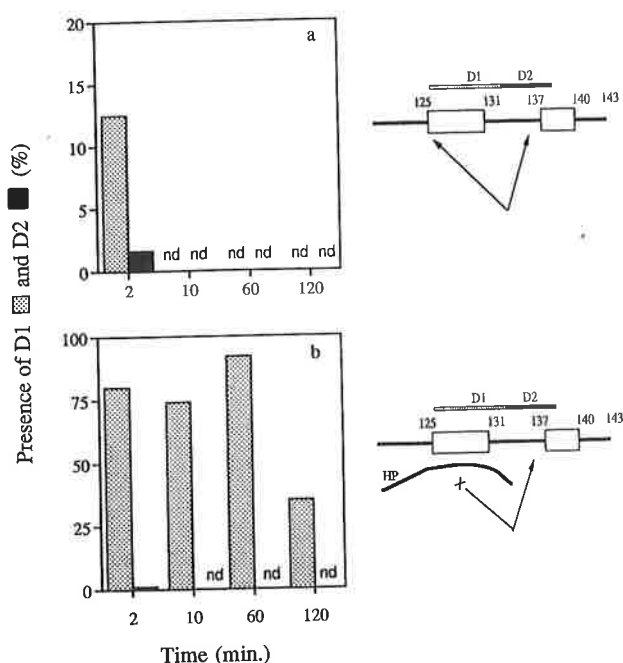 Presence of D1 and D2 (%)
a
20
15
10
5
0
nd nd nd nd nd nd
2 10 60 120
D1 D2
125 131 137 140 143
b
100
75
50
25
0
nd nd nd
2 10 60 120
Time (min.)
D1 D2
125 131 137 140 143
HP
X